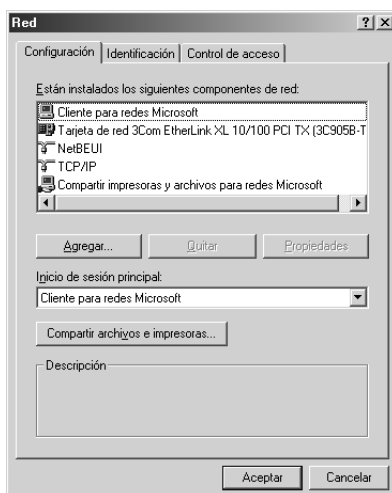 Red
Configuración Identificación Control de acceso
Están instalados los siguientes componentes de red:
Cliente para redes Microsoft
Tarjeta de red 3Com EtherLink XL 10/100 PCI TX (3C905B-T
NetBEUI
TCP/IP
Compartir impresoras y archivos para redes Microsoft
Agregar... Quitar Propiedades
Inicio de sesión principal:
Cliente para redes Microsoft
Compartir archivos e impresoras...
Descripción
Aceptar Cancelar